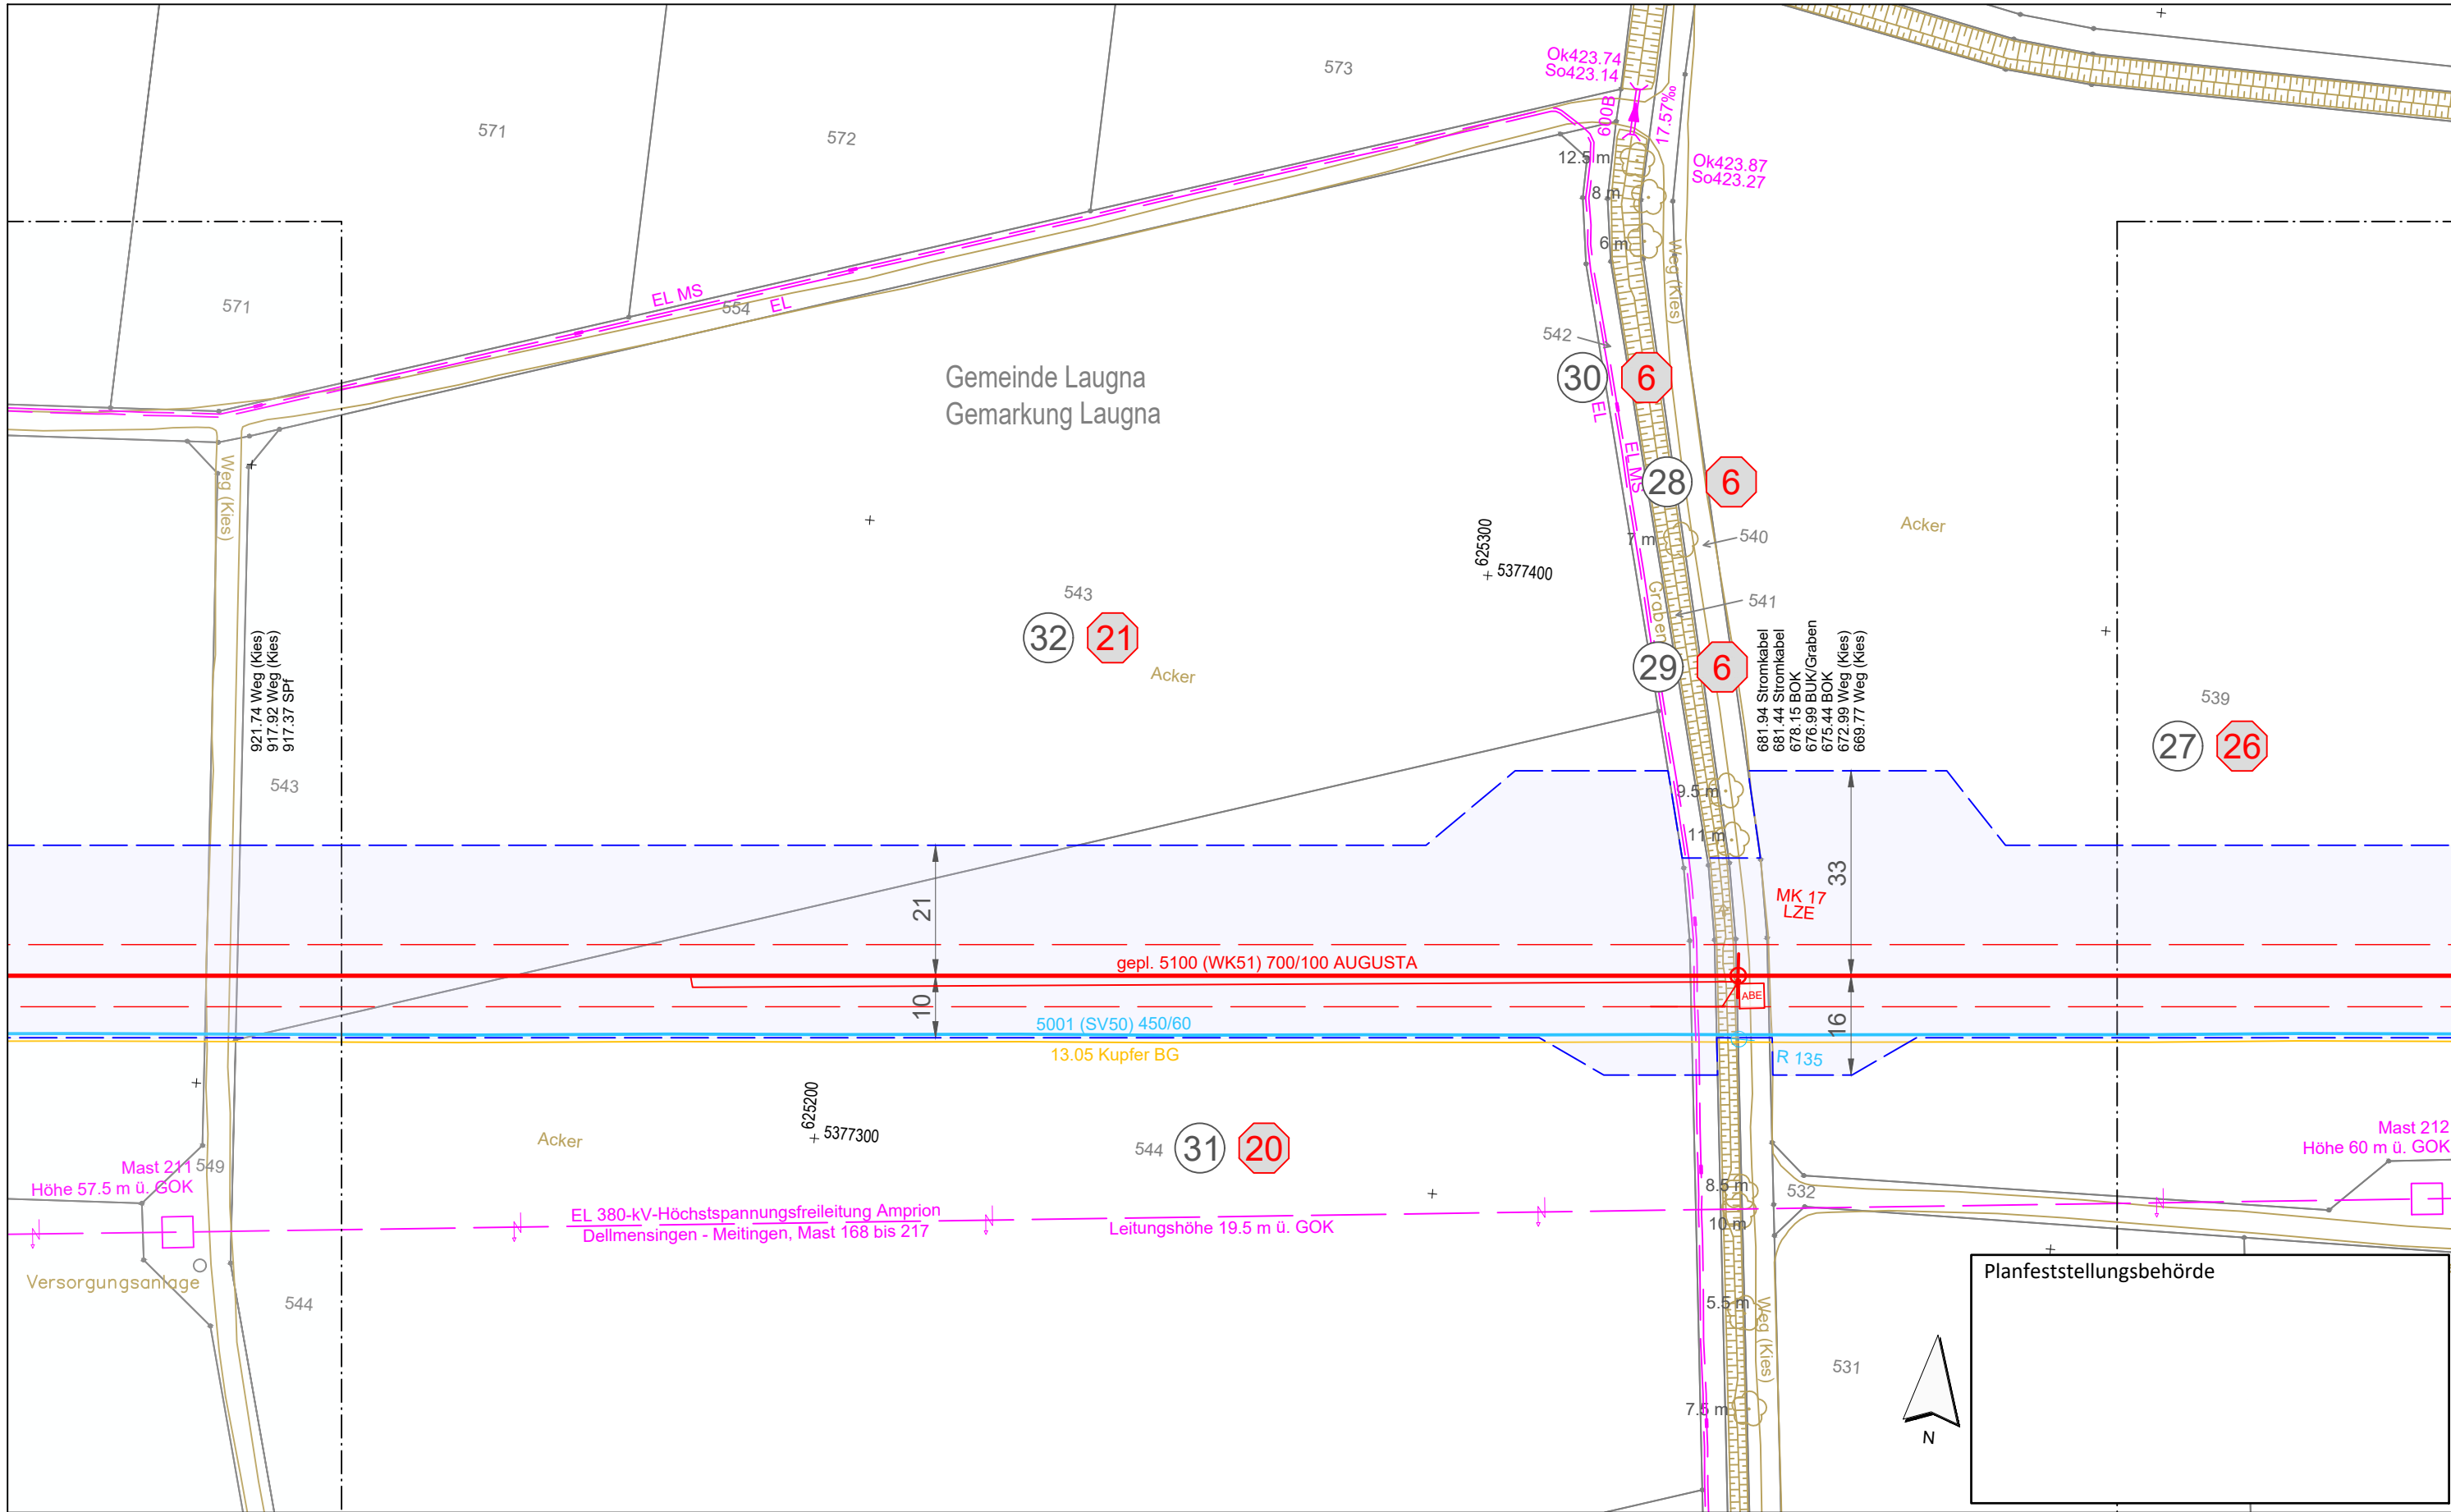 573
Ok423.74
So423.14
600B
17.57‰
571
572
12.5 m
8 m
Ok423.87
So423.27
6 m
Weg (Kies)
571
EL MS
554
EL
542
30
6
Gemeinde Laugna
Gemarkung Laugna
EL
EL MS
Weg (Kies)
28
6
7 m
540
Acker
625300
5377400
Graben
541
543
32
21
Acker
29
6
921.74 Weg (Kies)
917.92 Weg (Kies)
917.37 SPf
681.94 Stromkabel
681.44 Stromkabel
678.15 BOK
676.99 BUK/Graben
675.44 BOK
672.99 Weg (Kies)
669.77 Weg (Kies)
539
27
26
543
9.5 m
11 m
33
21
MK 17
LZE
gepl. 5100 (WK51) 700/100 AUGUSTA
ABE
10
16
5001 (SV50) 450/60
13.05 Kupfer BG
R 135
625200
5377300
Acker
544
31
20
Mast 211
549
Höhe 57.5 m ü. GOK
Mast 212
Höhe 60 m ü. GOK
8.5 m
532
EL 380-kV-Höchstspannungsfreileitung Amprion
Dellmensingen - Meitingen, Mast 168 bis 217
Leitungshöhe 19.5 m ü. GOK
10 m
Versorgungsanlage
544
5.5 m
Weg (Kies)
531
7.5 m
N
Planfeststellungsbehörde